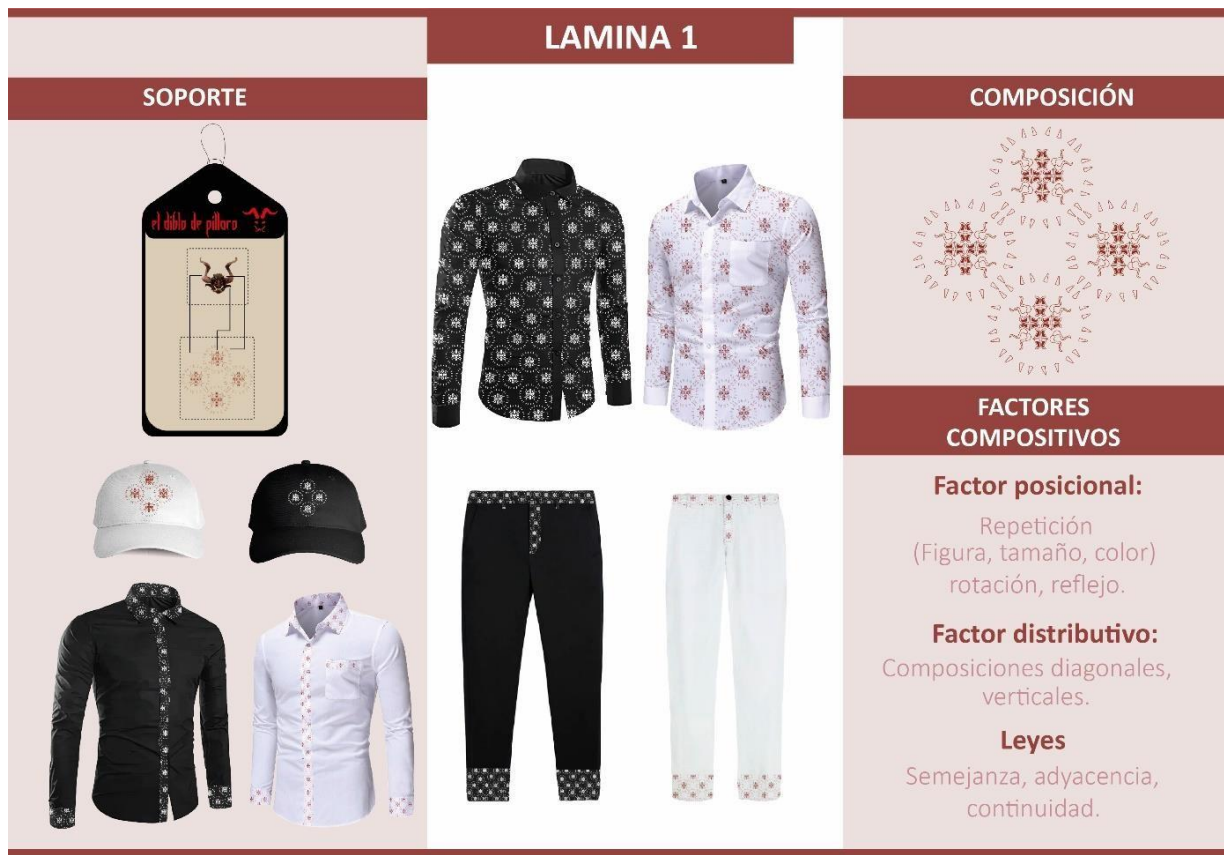 LAMINA 1
SOPORTE
el diblo de pillaro
COMPOSICIÓN
FACTORES
COMPOSITIVOS
Factor posicional:
Repetición
(Figura, tamaño, color)
rotación, reflejo.
Factor distributivo:
Composiciones diagonales,
verticales.
Leyes
Semejanza, adyacencia,
continuidad.